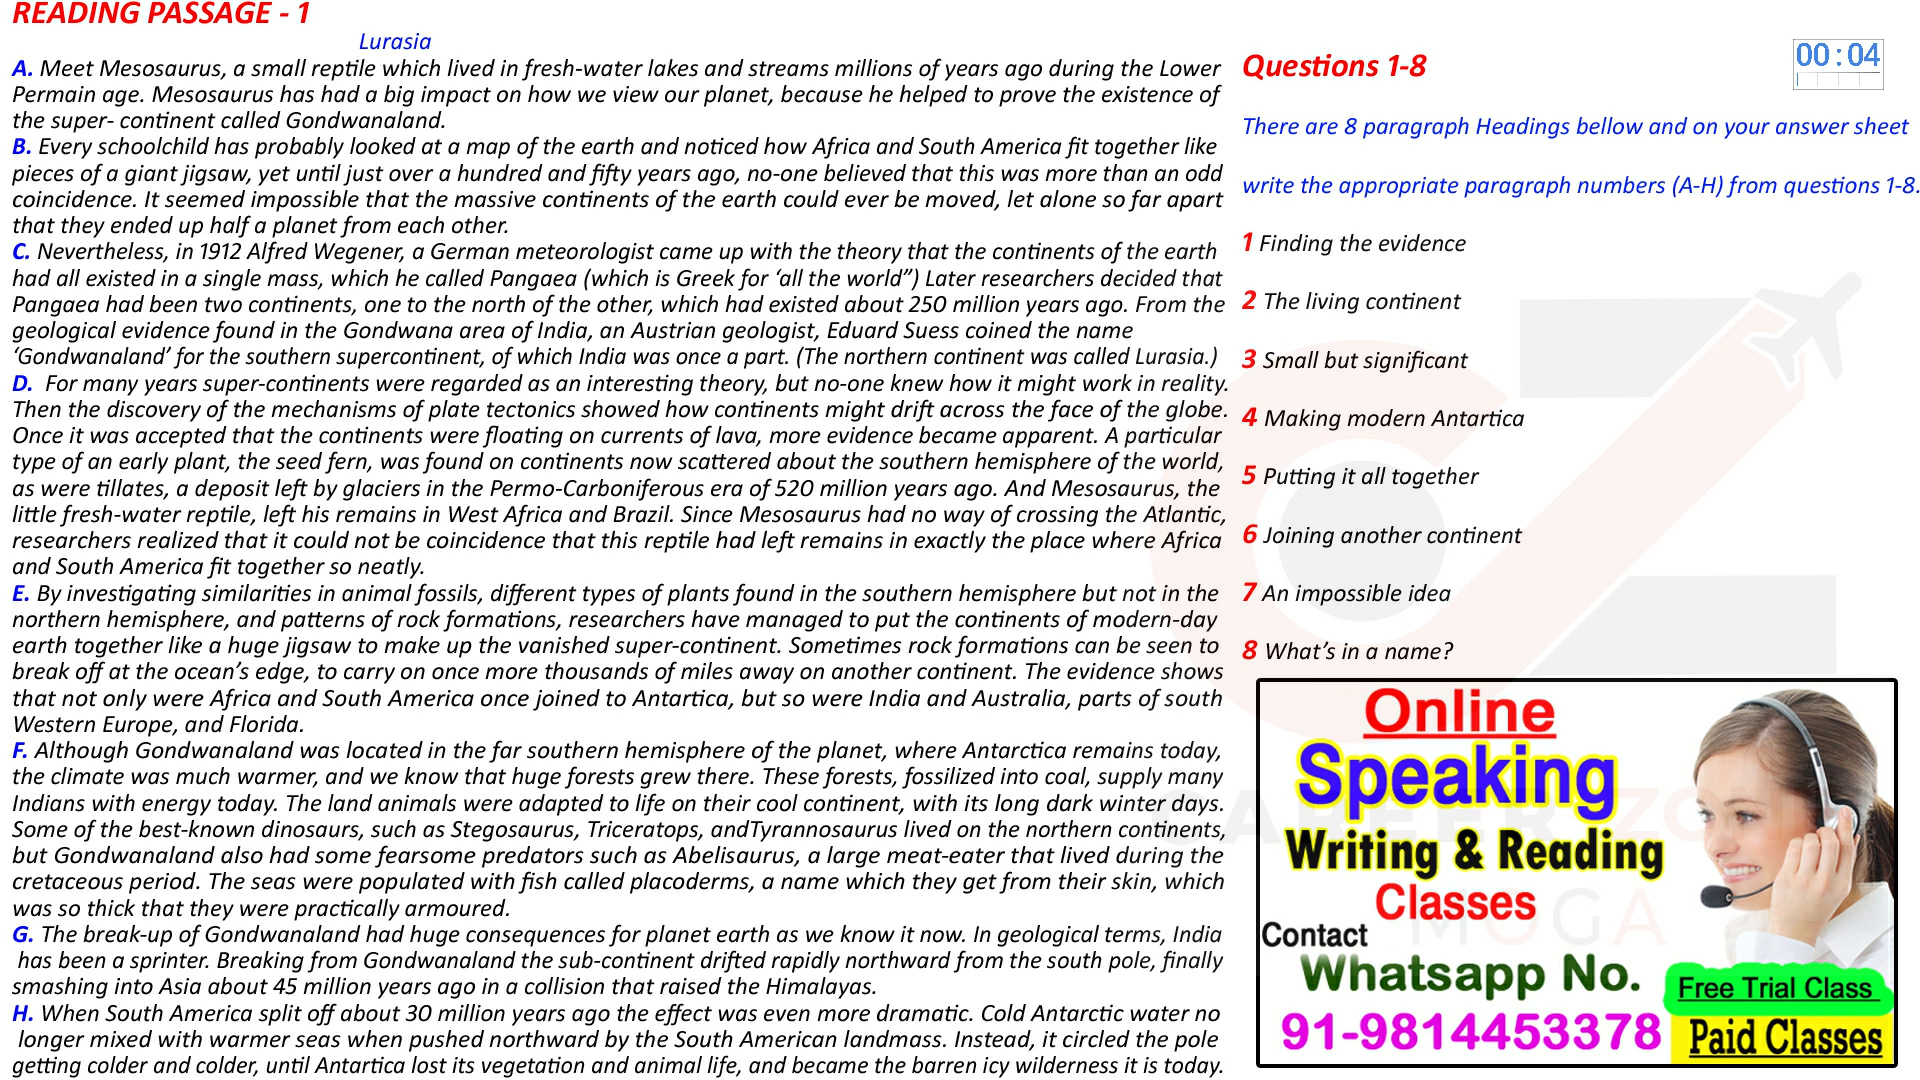 READING PASSAGE - 1
Lurasia
A. Meet Mesosaurus, a small reptile which lived in fresh-water lakes and streams millions of years ago during the Lower
Permain age. Mesosaurus has had a big impact on how we view our planet, because he helped to prove the existence of
the super- continent called Gondwanaland.
B. Every schoolchild has probably looked at a map of the earth and noticed how Africa and South America fit together like
pieces of a giant jigsaw, yet until just over a hundred and fifty years ago, no-one believed that this was more than an odd
coincidence. It seemed impossible that the massive continents of the earth could ever be moved, let alone so far apart
that they ended up half a planet from each other.
C. Nevertheless, in 1912 Alfred Wegener, a German meteorologist came up with the theory that the continents of the earth
had all existed in a single mass, which he called Pangaea (which is Greek for ‘all the world”) Later researchers decided that
Pangaea had been two continents, one to the north of the other, which had existed about 250 million years ago. From the
geological evidence found in the Gondwana area of India, an Austrian geologist, Eduard Suess coined the name
‘Gondwanaland’ for the southern supercontinent, of which India was once a part. (The northern continent was called Lurasia.)
D. For many years super-continents were regarded as an interesting theory, but no-one knew how it might work in reality.
Then the discovery of the mechanisms of plate tectonics showed how continents might drift across the face of the globe.
Once it was accepted that the continents were floating on currents of lava, more evidence became apparent. A particular
type of an early plant, the seed fern, was found on continents now scattered about the southern hemisphere of the world,
as were tillates, a deposit left by glaciers in the Permo-Carboniferous era of 520 million years ago. And Mesosaurus, the
little fresh-water reptile, left his remains in West Africa and Brazil. Since Mesosaurus had no way of crossing the Atlantic,
researchers realized that it could not be coincidence that this reptile had left remains in exactly the place where Africa
and South America fit together so neatly.
E. By investigating similarities in animal fossils, different types of plants found in the southern hemisphere but not in the
northern hemisphere, and patterns of rock formations, researchers have managed to put the continents of modern-day
earth together like a huge jigsaw to make up the vanished super-continent. Sometimes rock formations can be seen to
break off at the ocean’s edge, to carry on once more thousands of miles away on another continent. The evidence shows
that not only were Africa and South America once joined to Antartica, but so were India and Australia, parts of south
Western Europe, and Florida.
F. Although Gondwanaland was located in the far southern hemisphere of the planet, where Antarctica remains today,
the climate was much warmer, and we know that huge forests grew there. These forests, fossilized into coal, supply many
Indians with energy today. The land animals were adapted to life on their cool continent, with its long dark winter days.
Some of the best-known dinosaurs, such as Stegosaurus, Triceratops, andTyrannosaurus lived on the northern continents,
but Gondwanaland also had some fearsome predators such as Abelisaurus, a large meat-eater that lived during the
cretaceous period. The seas were populated with fish called placoderms, a name which they get from their skin, which
was so thick that they were practically armoured.
G. The break-up of Gondwanaland had huge consequences for planet earth as we know it now. In geological terms, India
has been a sprinter. Breaking from Gondwanaland the sub-continent drifted rapidly northward from the south pole, finally
smashing into Asia about 45 million years ago in a collision that raised the Himalayas.
H. When South America split off about 30 million years ago the effect was even more dramatic. Cold Antarctic water no
longer mixed with warmer seas when pushed northward by the South American landmass. Instead, it circled the pole
getting colder and colder, until Antartica lost its vegetation and animal life, and became the barren icy wilderness it is today.
Questions 1-8
00:04
There are 8 paragraph Headings bellow and on your answer sheet
write the appropriate paragraph numbers (A-H) from questions 1-8.
1 Finding the evidence
2 The living continent
3 Small but significant
4 Making modern Antartica
5 Putting it all together
6 Joining another continent
7 An impossible idea
8 What’s in a name?
CAREER ZONE
MOGA
Online
Speaking
Writing & Reading
Classes
Contact
Whatsapp No.
91-9814453378
Free Trial Class
Paid Classes